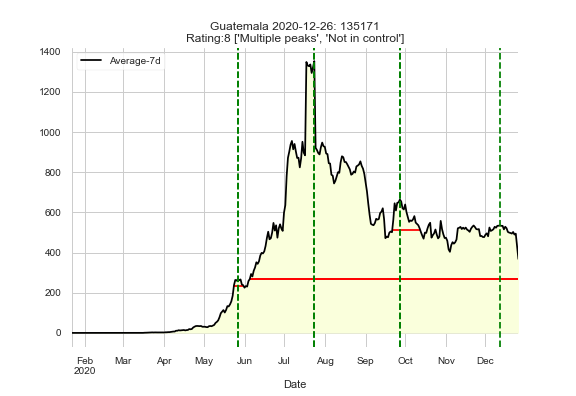 Guatemala 2020-12-26: 135171
Rating:8 ['Multiple peaks', 'Not in control']
1400
Average-7d
1200
1000
800
600
400
200
0
Feb Mar Apr May Jun Jul Aug Sep Oct Nov Dec
2020
Date